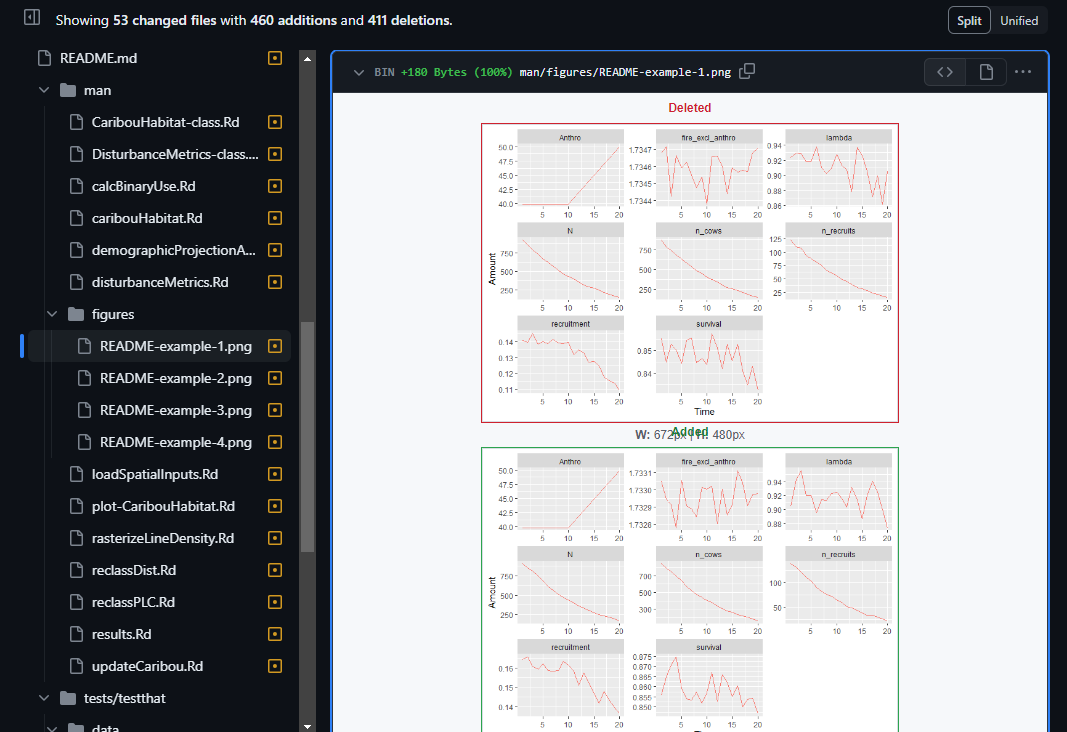 Showing 53 changed files with 460 additions and 411 deletions.
Split
Unified
README.md
man
CaribouHabitat-class.Rd
DisturbanceMetrics-class....
calcBinaryUse.Rd
caribouHabitat.Rd
demographicProjectionA...
disturbanceMetrics.Rd
figures
README-example-1.png
README-example-2.png
README-example-3.png
README-example-4.png
loadSpatialInputs.Rd
plot-CaribouHabitat.Rd
rasterizeLineDensity.Rd
reclassDist.Rd
reclassPLC.Rd
results.Rd
updateCaribou.Rd
tests/testthat
data
BIN +180 Bytes (100%) man/figures/README-example-1.png
Deleted
Anthro
50.0
47.5
45.0
42.5
40.0
5 10 15 20
fire_excl_anthro
1.7347
1.7346
1.7345
1.7344
5 10 15 20
lambda
0.94
0.92
0.90
0.88
0.86
5 10 15 20
N
750
500
250
5 10 15 20
n_cows
750
500
250
5 10 15 20
n_recruits
125
100
75
50
25
5 10 15 20
recruitment
0.14
0.13
0.12
0.11
5 10 15 20
survival
0.85
0.84
5 10 15 20
Amount
Time
Added
W: 672px | H: 480px
Anthro
50.0
47.5
45.0
42.5
40.0
5 10 15 20
fire_excl_anthro
1.7331
1.7330
1.7329
1.7328
5 10 15 20
lambda
0.94
0.92
0.90
0.88
5 10 15 20
N
750
500
250
5 10 15 20
n_cows
700
500
300
5 10 15 20
n_recruits
100
50
5 10 15 20
recruitment
0.16
0.15
0.14
5 10 15 20
survival
0.875
0.870
0.865
0.860
0.855
0.850
5 10 15 20
Amount